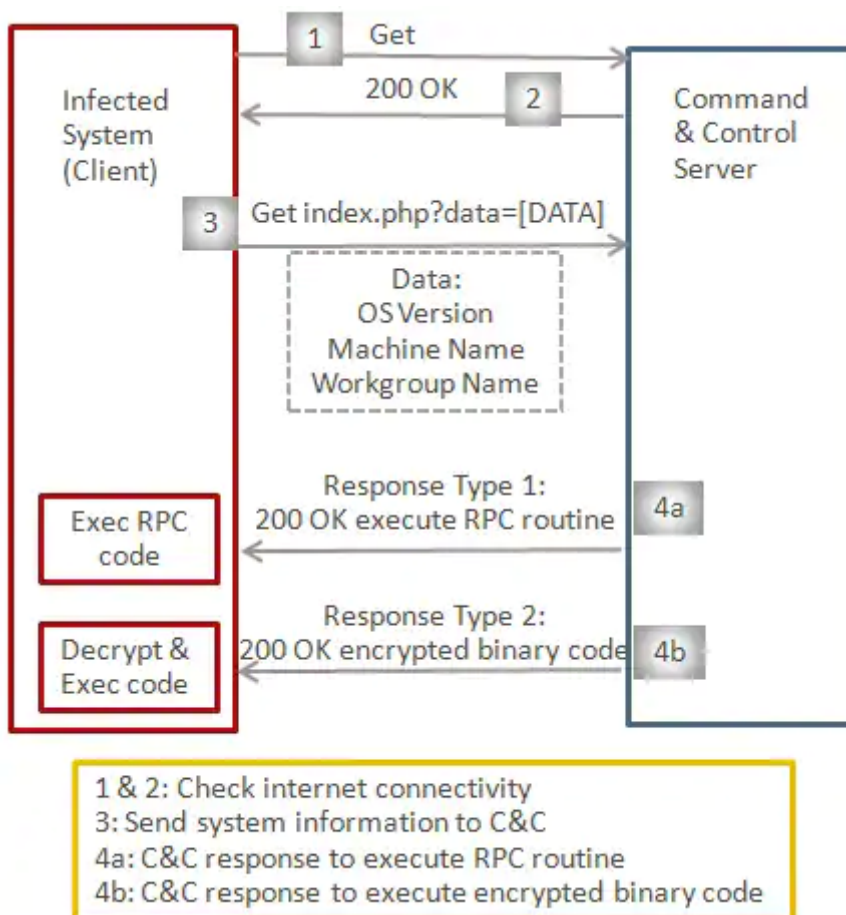 1
Get
200 OK
2
Infected
System
(Client)
Command
& Control
Server
3
Get index.php?data=[DATA]
Data:
OS Version
Machine Name
Workgroup Name
Response Type 1:
200 OK execute RPC routine
4a
Exec RPC
code
Response Type 2:
200 OK encrypted binary code
4b
Decrypt &
Exec code
1 & 2: Check internet connectivity
3: Send system information to C&C
4a: C&C response to execute RPC routine
4b: C&C response to execute encrypted binary code